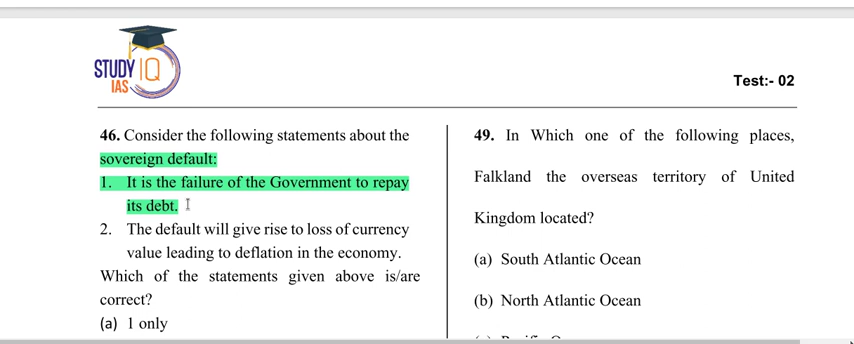 STUDY IQ
IAS
Test:- 02
46. Consider the following statements about the
sovereign default:
1. It is the failure of the Government to repay
its debt.
2. The default will give rise to loss of currency
value leading to deflation in the economy.
Which of the statements given above is/are
correct?
(a) 1 only
49. In Which one of the following places,
Falkland the overseas territory of United
Kingdom located?
(a) South Atlantic Ocean
(b) North Atlantic Ocean